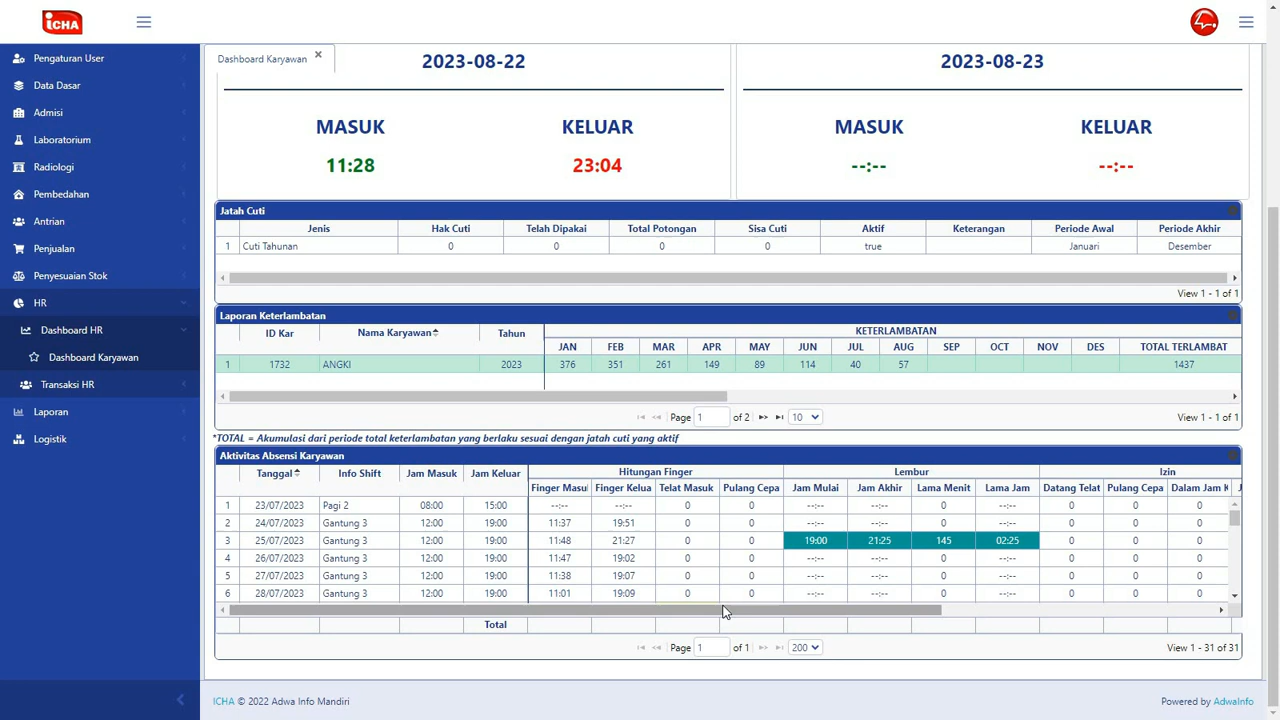 iCHA
Pengaturan User
Data Dasar
Admisi
Laboratorium
Radiologi
Pembedahan
Antrian
Penjualan
Penyesuaian Stok
HR
Dashboard HR
Dashboard Karyawan
Transaksi HR
Laporan
Logistik
Dashboard Karyawan
2023-08-22 2023-08-23
MASUK KELUAR MASUK KELUAR
11:28 23:04 --:-- --:--
Jatah Cuti
Jenis Hak Cuti Telah Dipakai Total Potongan Sisa Cuti Aktif Keterangan Periode Awal Periode Akhir
1 Cuti Tahunan 0 0 0 0 true Januari Desember
View 1 - 1 of 1
Laporan Keterlambatan
ID Kar Nama Karyawan Tahun KETERLAMBATAN
JAN FEB MAR APR MAY JUN JUL AUG SEP OCT NOV DES TOTAL TERLAMBAT
1 1732 ANGKI 2023 376 351 261 149 89 114 40 57 1437
Page 1 of 2 10 View 1 - 1 of 1
*TOTAL = Akumulasi dari periode total keterlambatan yang berlaku sesuai dengan jatah cuti yang aktif
Aktivitas Absensi Karyawan
Tanggal Info Shift Jam Masuk Jam Keluar Hitungan Finger Lembur Izin
Finger Masul Finger Kelua Telat Masuk Pulang Cepa Jam Mulai Jam Akhir Lama Menit Lama Jam Datang Telat Pulang Cepa Dalam Jam K
1 23/07/2023 Pagi 2 08:00 15:00 --:-- --:-- 0 0 --:-- --:-- 0 --:-- 0 0 0
2 24/07/2023 Gantung 3 12:00 19:00 11:37 19:51 0 0 --:-- --:-- 0 --:-- 0 0 0
3 25/07/2023 Gantung 3 12:00 19:00 11:48 21:27 0 0 19:00 21:25 145 02:25 0 0 0
4 26/07/2023 Gantung 3 12:00 19:00 11:47 19:02 0 0 --:-- --:-- 0 --:-- 0 0 0
5 27/07/2023 Gantung 3 12:00 19:00 11:38 19:07 0 0 --:-- --:-- 0 --:-- 0 0 0
6 28/07/2023 Gantung 3 12:00 19:00 11:01 19:09 0 0 --:-- --:-- 0 --:-- 0 0 0
Total
Page 1 of 1 200 View 1 - 31 of 31
ICHA © 2022 Adwa Info Mandiri Powered by AdwaInfo